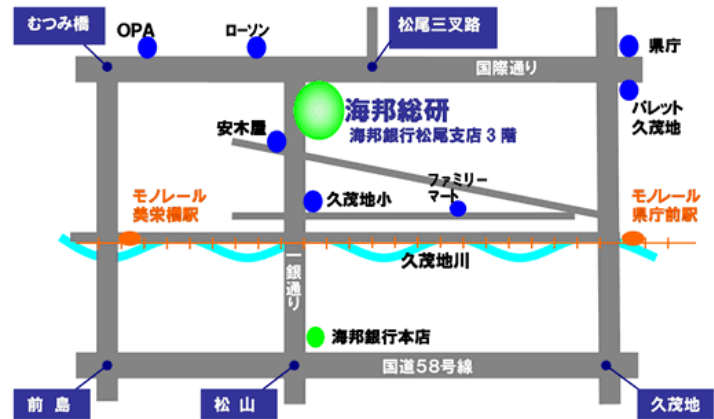 むつみ橋
OPA
ローソン
松尾三叉路
県庁
国際通り
パレット
久茂地
海邦総研
海邦銀行松尾支店3階
安木屋
ファミリー
マート
久茂地小
モノレール
美栄橋駅
モノレール
県庁前駅
久茂地川
一銀通り
海邦銀行本店
国道58号線
前島
松山
久茂地